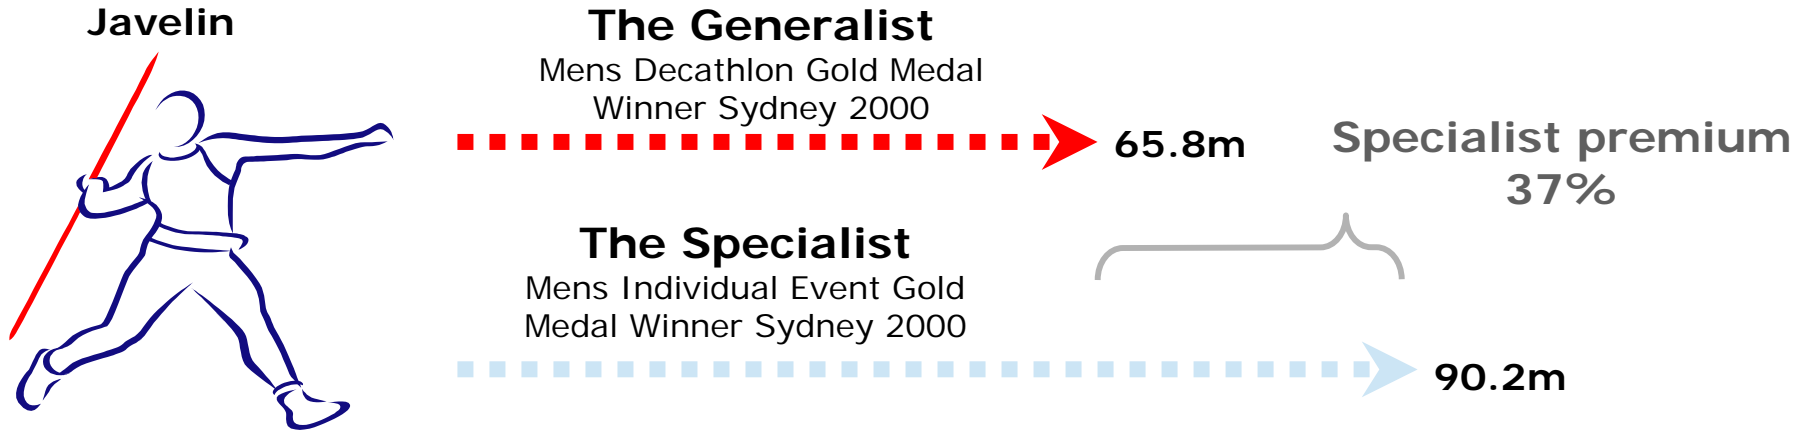 Javelin
The Generalist
Mens Decathlon Gold Medal
Winner Sydney 2000
65.8m
Specialist premium
37%
The Specialist
Mens Individual Event Gold
Medal Winner Sydney 2000
90.2m